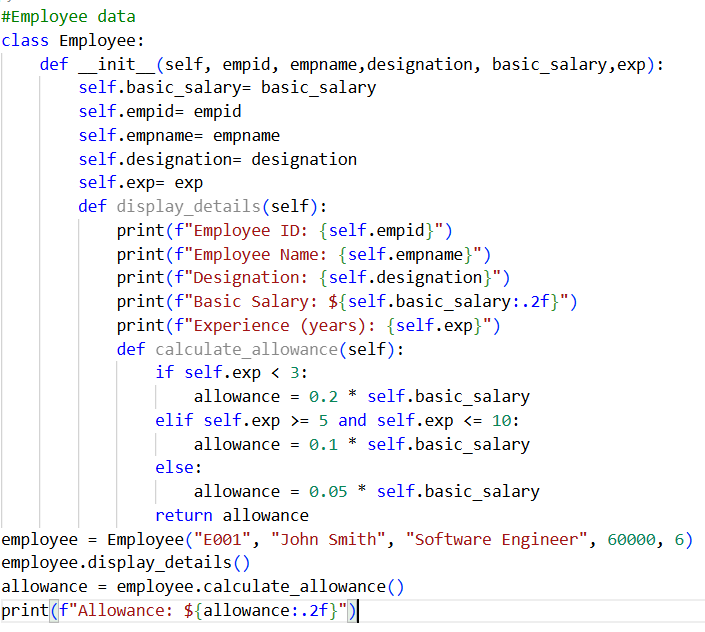 #Employee data
class Employee:
    def __init__(self, empid, empname,designation, basic_salary,exp):
        self.basic_salary= basic_salary
        self.empid= empid
        self.empname= empname
        self.designation= designation
        self.exp= exp
        def display_details(self):
            print(f"Employee ID: {self.empid}")
            print(f"Employee Name: {self.empname}")
            print(f"Designation: {self.designation}")
            print(f"Basic Salary: ${self.basic_salary:.2f}")
            print(f"Experience (years): {self.exp}")
            def calculate_allowance(self):
                if self.exp < 3:
                    allowance = 0.2 * self.basic_salary
                elif self.exp >= 5 and self.exp <= 10:
                    allowance = 0.1 * self.basic_salary
                else:
                    allowance = 0.05 * self.basic_salary
                return allowance
employee = Employee("E001", "John Smith", "Software Engineer", 60000, 6)
employee.display_details()
allowance = employee.calculate_allowance()
print(f"Allowance: ${allowance:.2f}")